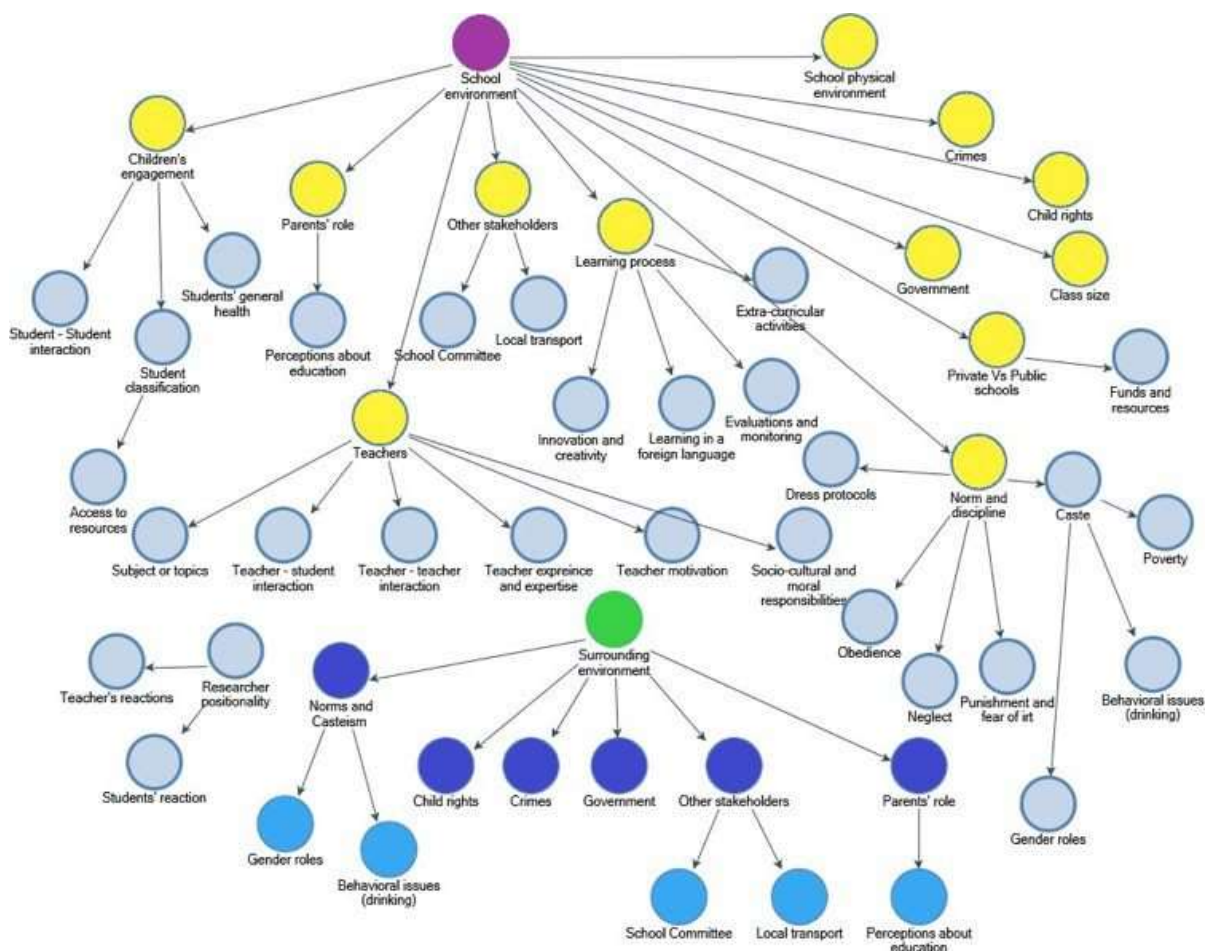 School
environment
School physical
environment
Crimes
Children's
engagement
Child rights
Parents' role
Other stakeholders
Learning process
Government
Class size
Students' general
health
Extra-curricular
activities
Student - Student
interaction
School Committee
Local transport
Perceptions about
education
Student
classification
Private Vs Public
schools
Funds and
resources
Innovation and
creativity
Learning in a
foreign language
Evaluations and
monitoring
Teachers
Dress protocols
Norm and
discipline
Caste
Access to
resources
Poverty
Subject or topics
Teacher - student
interaction
Teacher - teacher
interaction
Teacher expreince
and expertise
Teacher motivation
Socio-cultural and
moral
responsibilities
Obedience
Surrounding
environment
Teacher's reactions
Researcher
positionality
Norms and
Casteism
Neglect
Punishment and
fear of irt
Behavioral issues
(drinking)
Students' reaction
Child rights
Crimes
Government
Other stakeholders
Parents' role
Gender roles
Gender roles
Behavioral issues
(drinking)
School Committee
Local transport
Perceptions about
education